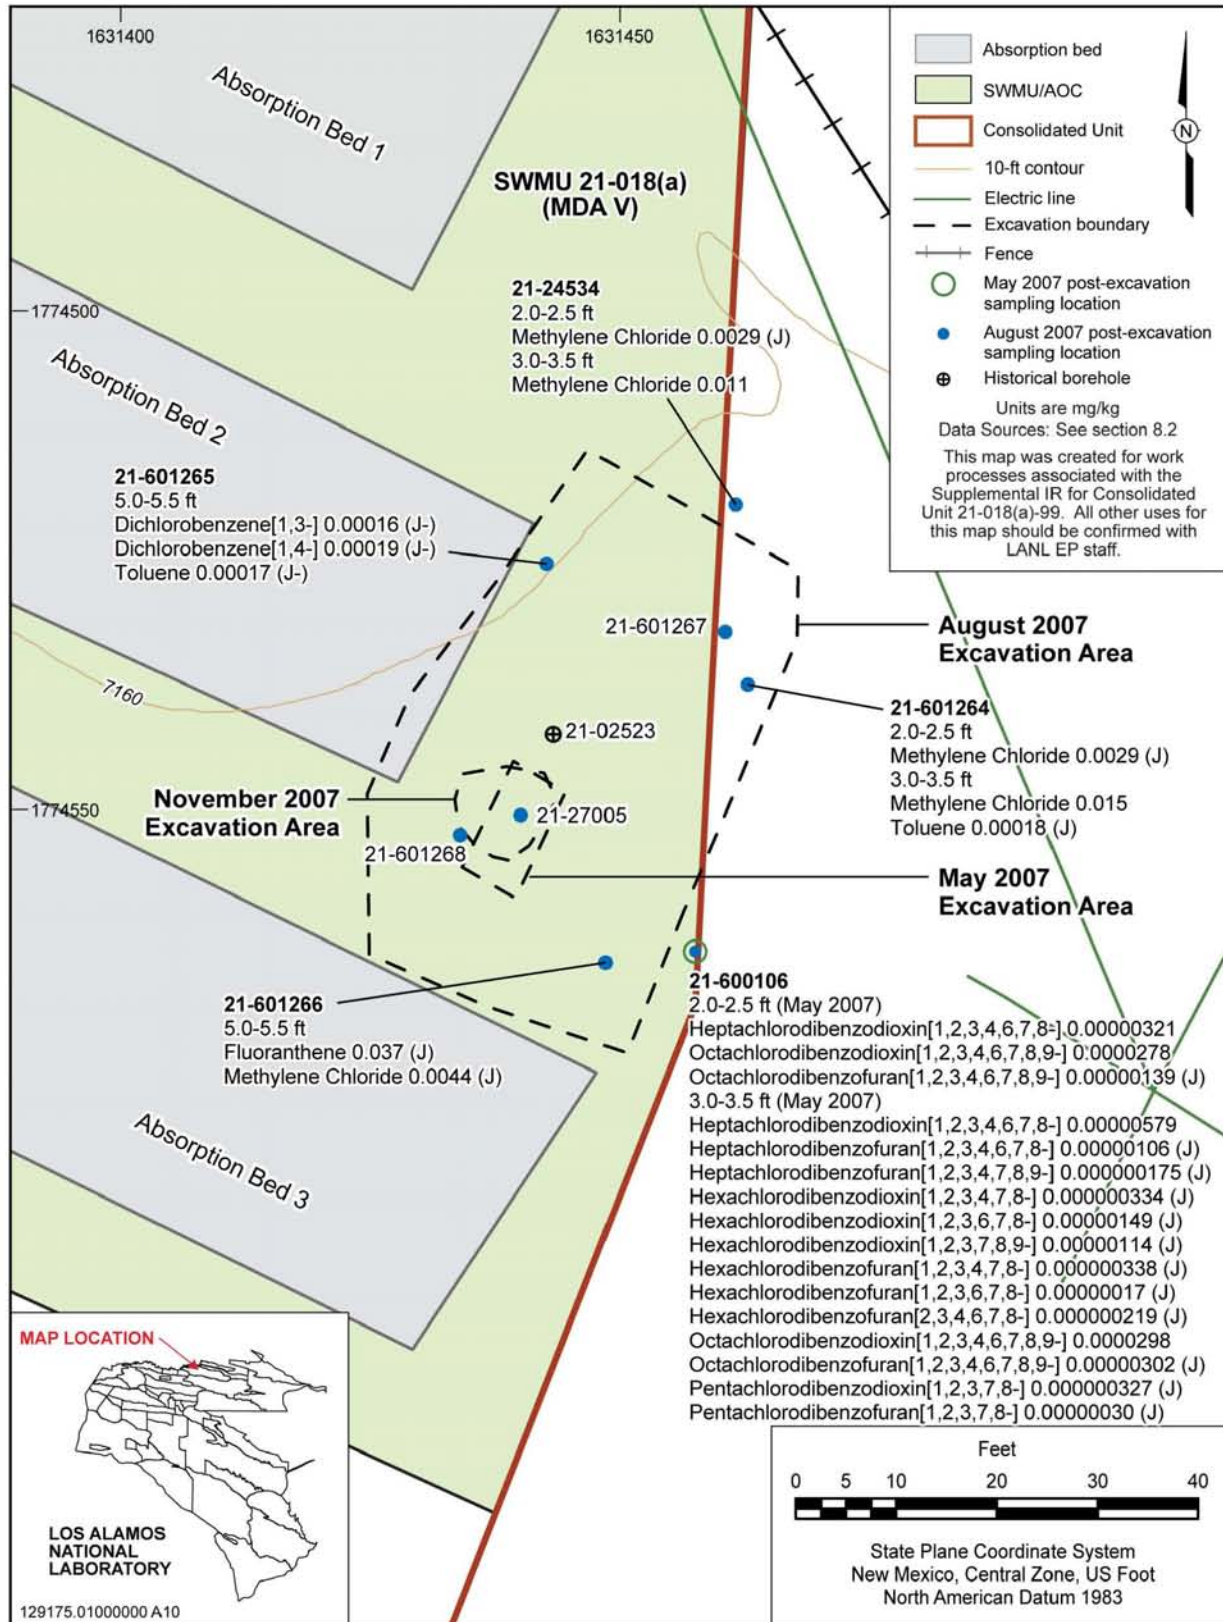 1631400
1631450
Absorption Bed 1
SWMU 21-018(a)
(MDA V)
1774500
21-24534
2.0-2.5 ft
Methylene Chloride 0.0029 (J)
3.0-3.5 ft
Methylene Chloride 0.011
Absorption Bed 2
21-601265
5.0-5.5 ft
Dichlorobenzene[1,3-] 0.00016 (J-)
Dichlorobenzene[1,4-] 0.00019 (J-)
Toluene 0.00017 (J-)
Absorption bed
SWMU/AOC
Consolidated Unit
N
10-ft contour
Electric line
Excavation boundary
Fence
May 2007 post-excavation
sampling location
August 2007 post-excavation
sampling location
Historical borehole
Units are mg/kg
Data Sources: See section 8.2
This map was created for work
processes associated with the
Supplemental IR for Consolidated
Unit 21-018(a)-99. All other uses for
this map should be confirmed with
LANL EP staff.
21-601267
August 2007
Excavation Area
7160
21-601264
2.0-2.5 ft
Methylene Chloride 0.0029 (J)
3.0-3.5 ft
Methylene Chloride 0.015
Toluene 0.00018 (J)
21-02523
November 2007
Excavation Area
1774550
21-27005
21-601268
May 2007
Excavation Area
21-601266
5.0-5.5 ft
Fluoranthene 0.037 (J)
Methylene Chloride 0.0044 (J)
21-600106
2.0-2.5 ft (May 2007)
Heptachlorodibenzodioxin[1,2,3,4,6,7,8-] 0.00000321
Octachlorodibenzodioxin[1,2,3,4,6,7,8,9-] 0.0000278
Octachlorodibenzofuran[1,2,3,4,6,7,8,9-] 0.00000139 (J)
3.0-3.5 ft (May 2007)
Heptachlorodibenzodioxin[1,2,3,4,6,7,8-] 0.00000579
Heptachlorodibenzofuran[1,2,3,4,6,7,8-] 0.00000106 (J)
Heptachlorodibenzofuran[1,2,3,4,7,8,9-] 0.000000175 (J)
Hexachlorodibenzodioxin[1,2,3,4,7,8-] 0.000000334 (J)
Hexachlorodibenzodioxin[1,2,3,6,7,8-] 0.00000149 (J)
Hexachlorodibenzodioxin[1,2,3,7,8,9-] 0.00000114 (J)
Hexachlorodibenzofuran[1,2,3,4,7,8-] 0.000000338 (J)
Hexachlorodibenzofuran[1,2,3,6,7,8-] 0.00000017 (J)
Hexachlorodibenzofuran[2,3,4,6,7,8-] 0.000000219 (J)
Octachlorodibenzodioxin[1,2,3,4,6,7,8,9-] 0.0000298
Octachlorodibenzofuran[1,2,3,4,6,7,8,9-] 0.00000302 (J)
Pentachlorodibenzodioxin[1,2,3,7,8-] 0.000000327 (J)
Pentachlorodibenzofuran[1,2,3,7,8-] 0.00000030 (J)
Absorption Bed 3
MAP LOCATION
LOS ALAMOS
NATIONAL
LABORATORY
129175.01000000 A10
Feet
0 5 10 20 30 40
State Plane Coordinate System
New Mexico, Central Zone, US Foot
North American Datum 1983